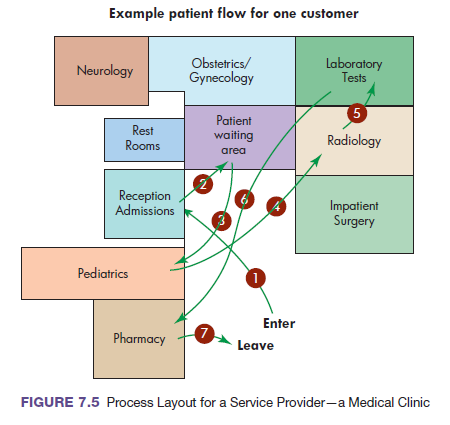 Example patient flow for one customer
Neurology
Obstetrics/
Gynecology
Laboratory
Tests
5
Rest
Rooms
Patient
waiting
area
Radiology
2
Reception
Admissions
6
4
3
Impatient
Surgery
Pediatrics
1
Enter
Pharmacy
7
Leave
FIGURE 7.5 Process Layout for a Service Provider—a Medical Clinic